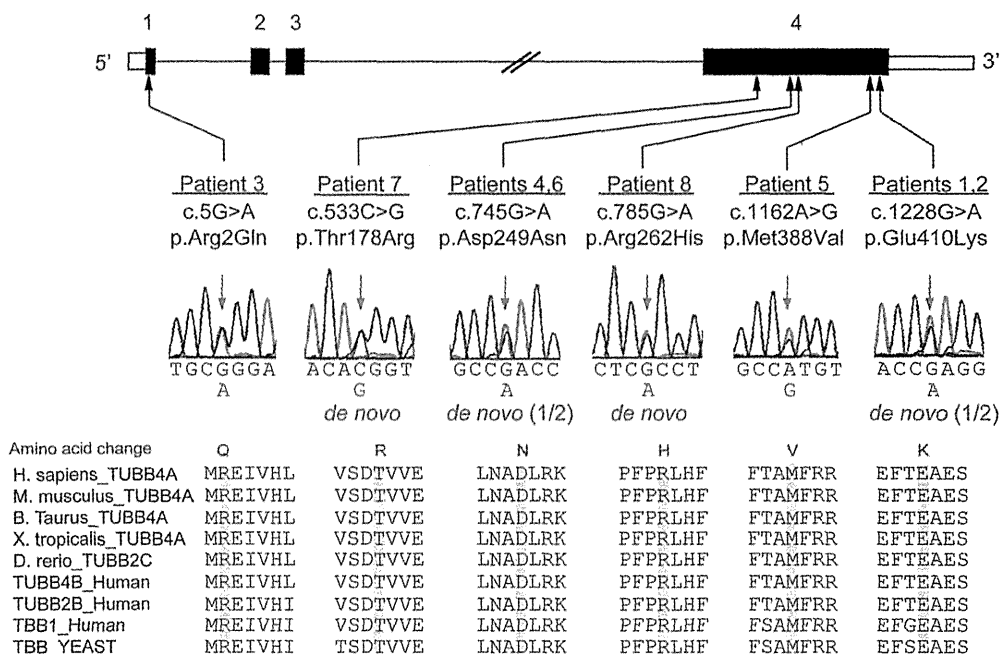 1 2 3 4
5’ 3’
Patient 3 Patient 7 Patients 4,6 Patient 8 Patient 5 Patients 1,2
c.5G>A c.533C>G c.745G>A c.785G>A c.1162A>G c.1228G>A
p.Arg2Gln p.Thr178Arg p.Asp249Asn p.Arg262His p.Met388Val p.Glu410Lys
TGCGGGA ACACGGT GCCGACC CTCGCCT GCCATGT ACCGAGG
A G A A G A
de novo de novo (1/2) de novo de novo (1/2)
Amino acid change Q R N H V K
H. sapiens_TUBB4A MREIVHL VSDTVVE LNADLRK PFPRLHF FTAMFRR EFTEAES
M. musculus_TUBB4A MREIVHL VSDTVVE LNADLRK PFPRLHF FTAMFRR EFTEAES
B. Taurus_TUBB4A MREIVHL VSDTVVE LNADLRK PFPRLHF FTAMFRR EFTEAES
X. tropicalis_TUBB4A MREIVHL VSDTVVE LNADLRK PFPRLHF FTAMFRR EFTEAES
D. rerio_TUBB2C MREIVHL VSDTVVE LNADLRK PFPRLHF FTAMFRR EFTEAES
TUBB4B_Human MREIVHL VSDTVVE LNADLRK PFPRLHF FTAMFRR EFTEAES
TUBB2B_Human MREIVHI VSDTVVE LNADLRK PFPRLHF FTAMFRR EFTEAES
TBB1_Human MREIVHI VSDTVVE LNADLRK PFPRLHF FSAMFRR EFGEAES
TBB_YEAST MREIIHI TSDTVVE LNADLRK PFPRLHF FSAMFRR EFSEAES